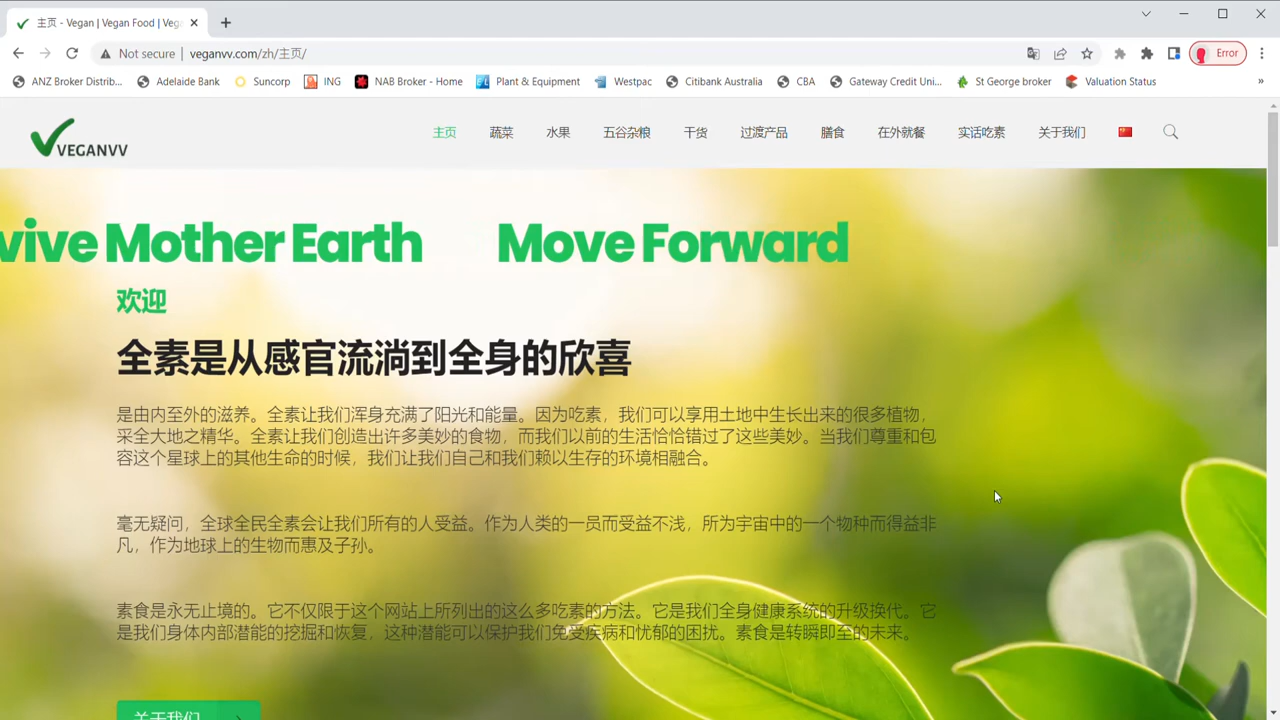 主页 - Vegan | Vegan Food | Veg
Not secure
veganvv.com/zh/主页/
Error
ANZ Broker Distrib...
Adelaide Bank
Suncorp
ING
NAB Broker - Home
Plant & Equipment
Westpac
Citibank Australia
CBA
Gateway Credit Uni...
St George broker
Valuation Status
»
VEGANVV
主页
蔬菜
水果
五谷杂粮
干货
过渡产品
膳食
在外就餐
实话吃素
关于我们
vive Mother Earth
Move Forward
欢迎
全素是从感官流淌到全身的欣喜
是由内至外的滋养。全素让我们浑身充满了阳光和能量。因为吃素，我们可以享用土地中生长出来的很多植物，
采全大地之精华。全素让我们创造出许多美妙的食物，而我们以前的生活恰恰错过了这些美妙。当我们尊重和包
容这个星球上的其他生命的时候，我们让我们自己和我们赖以生存的环境相融合。
毫无疑问，全球全民全素会让我们所有的人受益。作为人类的一员而受益不浅，所为宇宙中的一个物种而得益非
凡，作为地球上的生物而惠及子孙。
素食是永无止境的。它不仅限于这个网站上所列出的这么多吃素的方法。它是我们全身健康系统的升级换代。它
是我们身体内部潜能的挖掘和恢复，这种潜能可以保护我们免受疾病和忧郁的困扰。素食是转瞬即至的未来。
关于我们